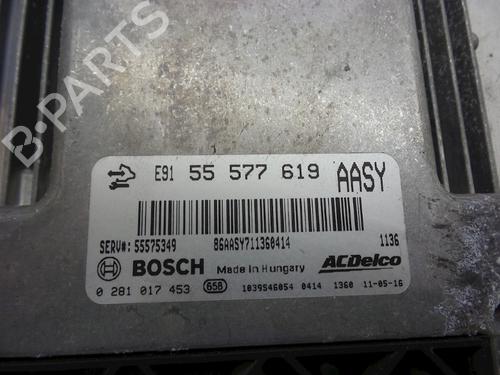 B-PARTS
E91 55 577 619 AASY
SERV#: 55575349 86AASY711360414 1136
BOSCH Made in Hungary ACDelco
0 281 017 453 658 1039S46054 0414 1360 11-05-16